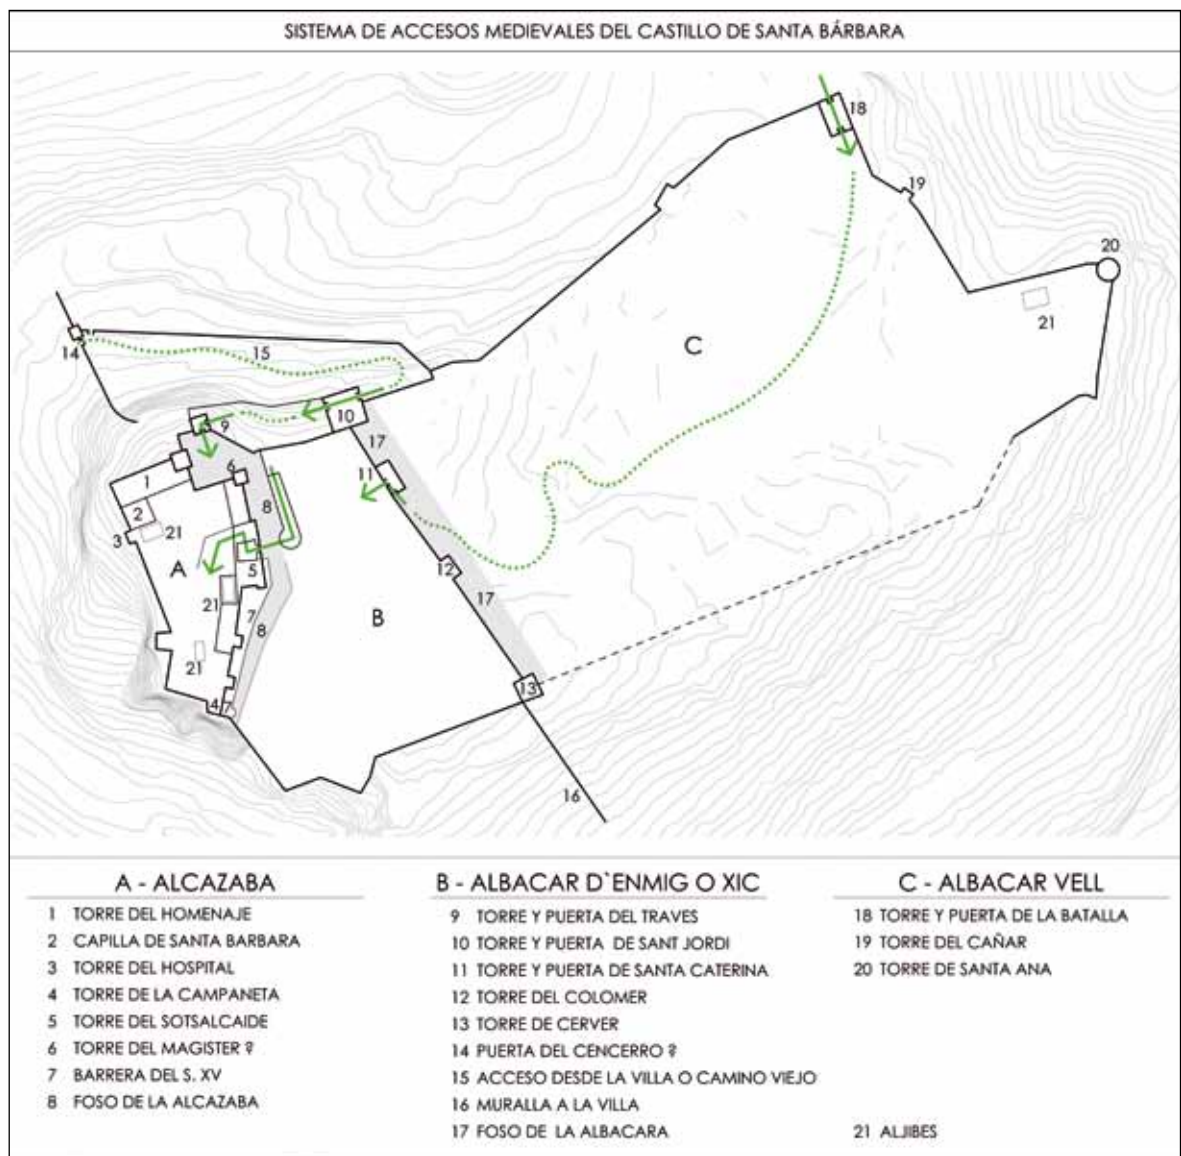 SISTEMA DE ACCESOS MEDIEVALES DEL CASTILLO DE SANTA BÁRBARA
18
19
20
21
C
14
15
9
10
17
11
6
1
8
2
21
3
A
5
12
21
7
17
B
8
21
13
4 7
16
A - ALCAZABA
1 TORRE DEL HOMENAJE
2 CAPILLA DE SANTA BARBARA
3 TORRE DEL HOSPITAL
4 TORRE DE LA CAMPANETA
5 TORRE DEL SOTSALCAIDE
6 TORRE DEL MAGISTER ?
7 BARRERA DEL S. XV
8 FOSO DE LA ALCAZABA
B - ALBACAR D`ENMIG O XIC
9 TORRE Y PUERTA DEL TRAVES
10 TORRE Y PUERTA DE SANT JORDI
11 TORRE Y PUERTA DE SANTA CATERINA
12 TORRE DEL COLOMER
13 TORRE DE CERVER
14 PUERTA DEL CENCERRO ?
15 ACCESO DESDE LA VILLA O CAMINO VIEJO
16 MURALLA A LA VILLA
17 FOSO DE LA ALBACARA
C - ALBACAR VELL
18 TORRE Y PUERTA DE LA BATALLA
19 TORRE DEL CAÑAR
20 TORRE DE SANTA ANA
21 ALJIBES